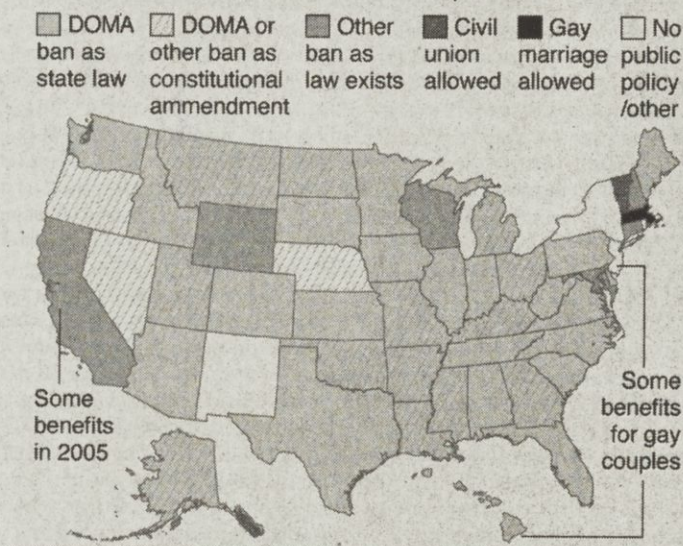 DOMA
ban as
state law
DOMA or
other ban as
constitutional
ammendment
Other
ban as
law exists
Civil
union
allowed
Gay
marriage
allowed
No
public
policy
/other
Some
benefits
in 2005
Some
benefits
for gay
couples